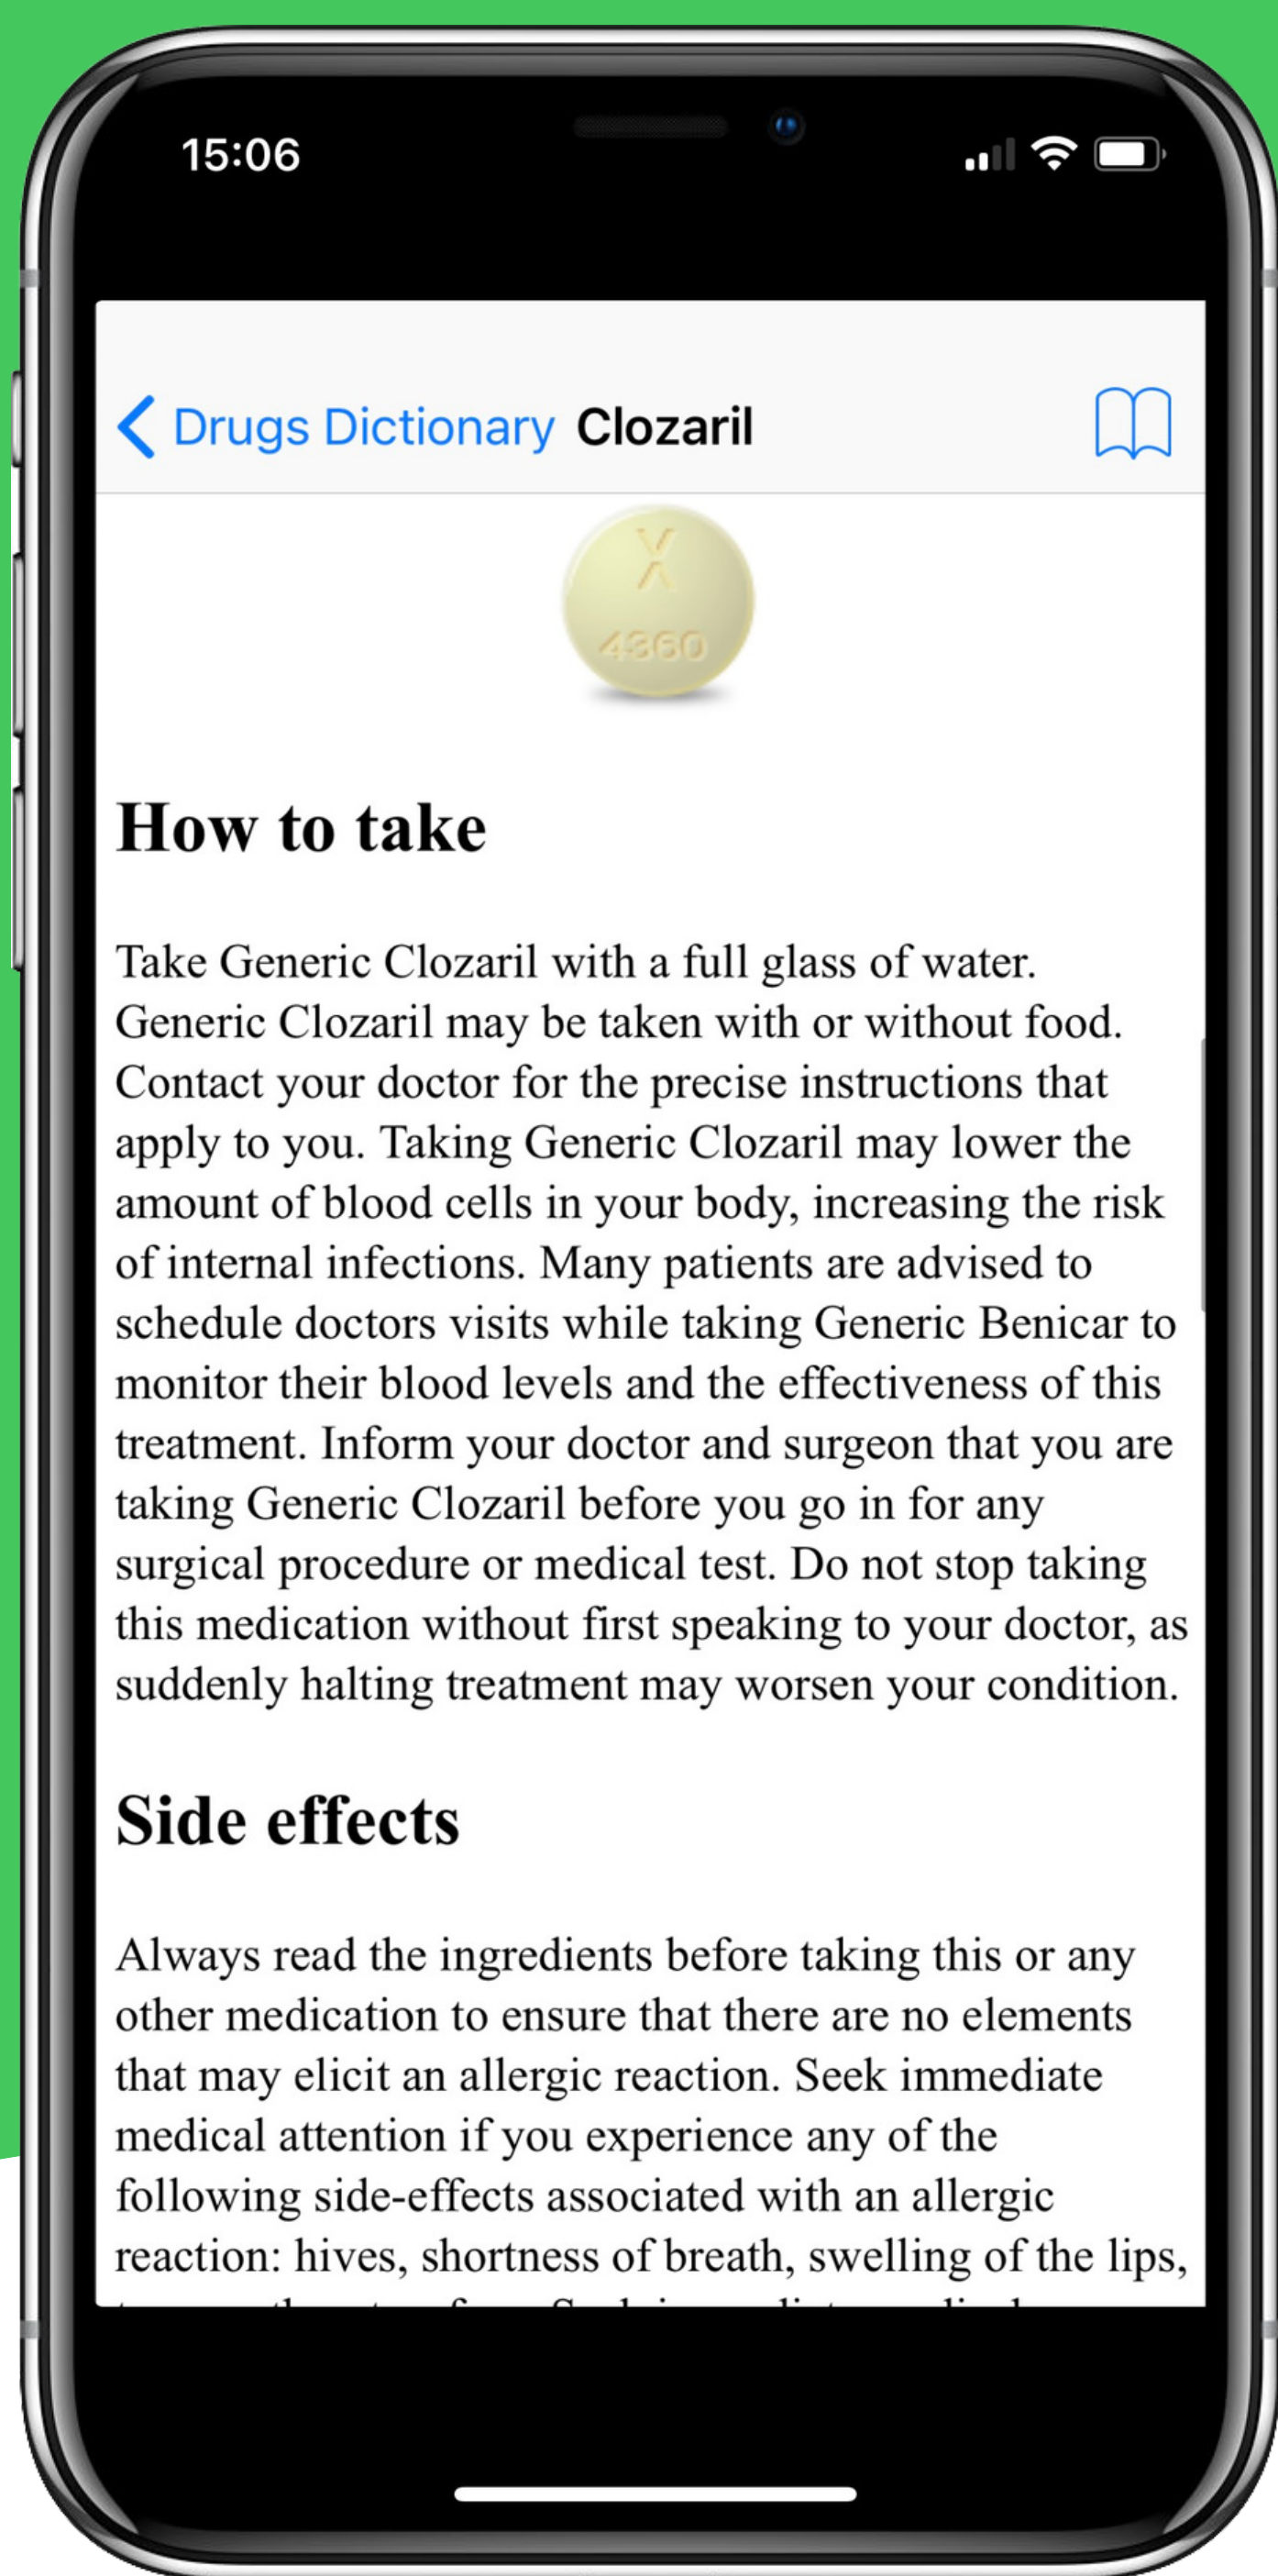 15:06
Drugs Dictionary Clozaril
4360
How to take
Take Generic Clozaril with a full glass of water.
Generic Clozaril may be taken with or without food.
Contact your doctor for the precise instructions that
apply to you. Taking Generic Clozaril may lower the
amount of blood cells in your body, increasing the risk
of internal infections. Many patients are advised to
schedule doctors visits while taking Generic Benicar to
monitor their blood levels and the effectiveness of this
treatment. Inform your doctor and surgeon that you are
taking Generic Clozaril before you go in for any
surgical procedure or medical test. Do not stop taking
this medication without first speaking to your doctor, as
suddenly halting treatment may worsen your condition.
Side effects
Always read the ingredients before taking this or any
other medication to ensure that there are no elements
that may elicit an allergic reaction. Seek immediate
medical attention if you experience any of the
following side-effects associated with an allergic
reaction: hives, shortness of breath, swelling of the lips,